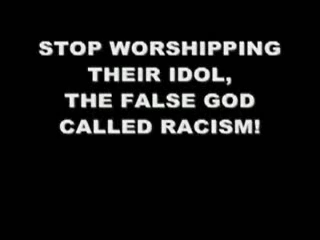 STOP WORSHIPPING
THEIR IDOL,
THE FALSE GOD
CALLED RACISM!